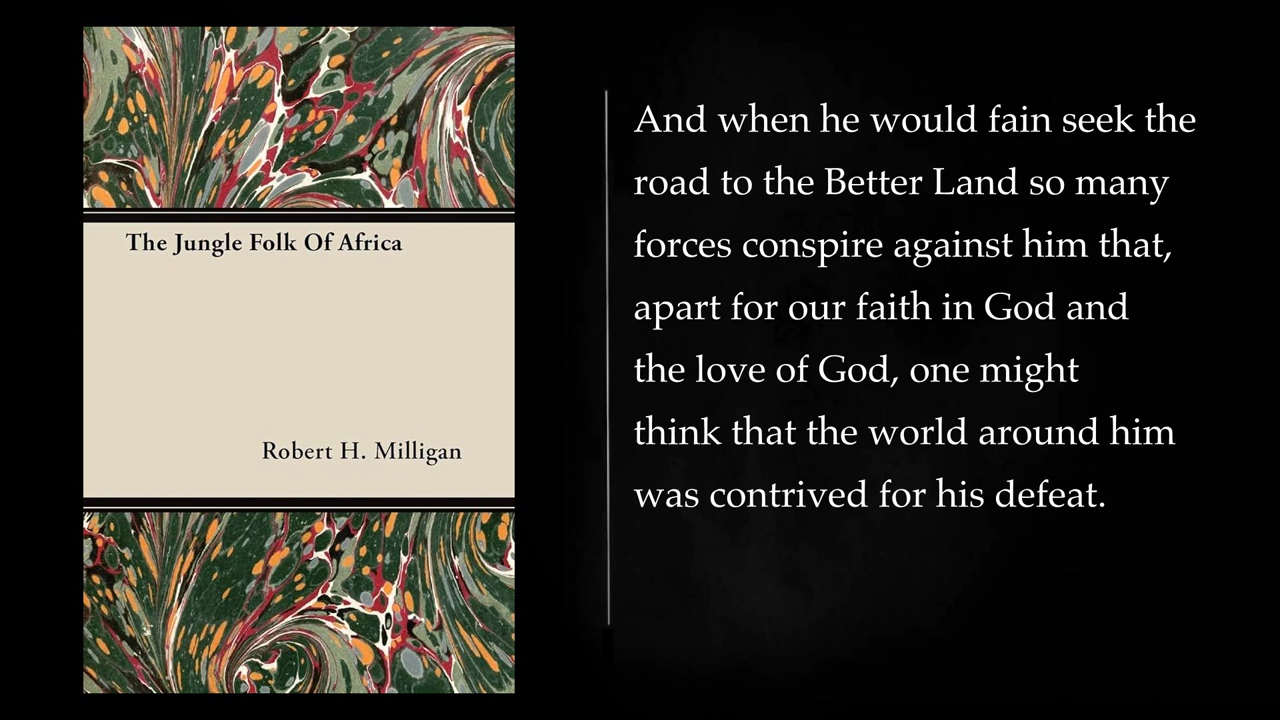 The Jungle Folk Of Africa
Robert H. Milligan
And when he would fain seek the
road to the Better Land so many
forces conspire against him that,
apart for our faith in God and
the love of God, one might
think that the world around him
was contrived for his defeat.